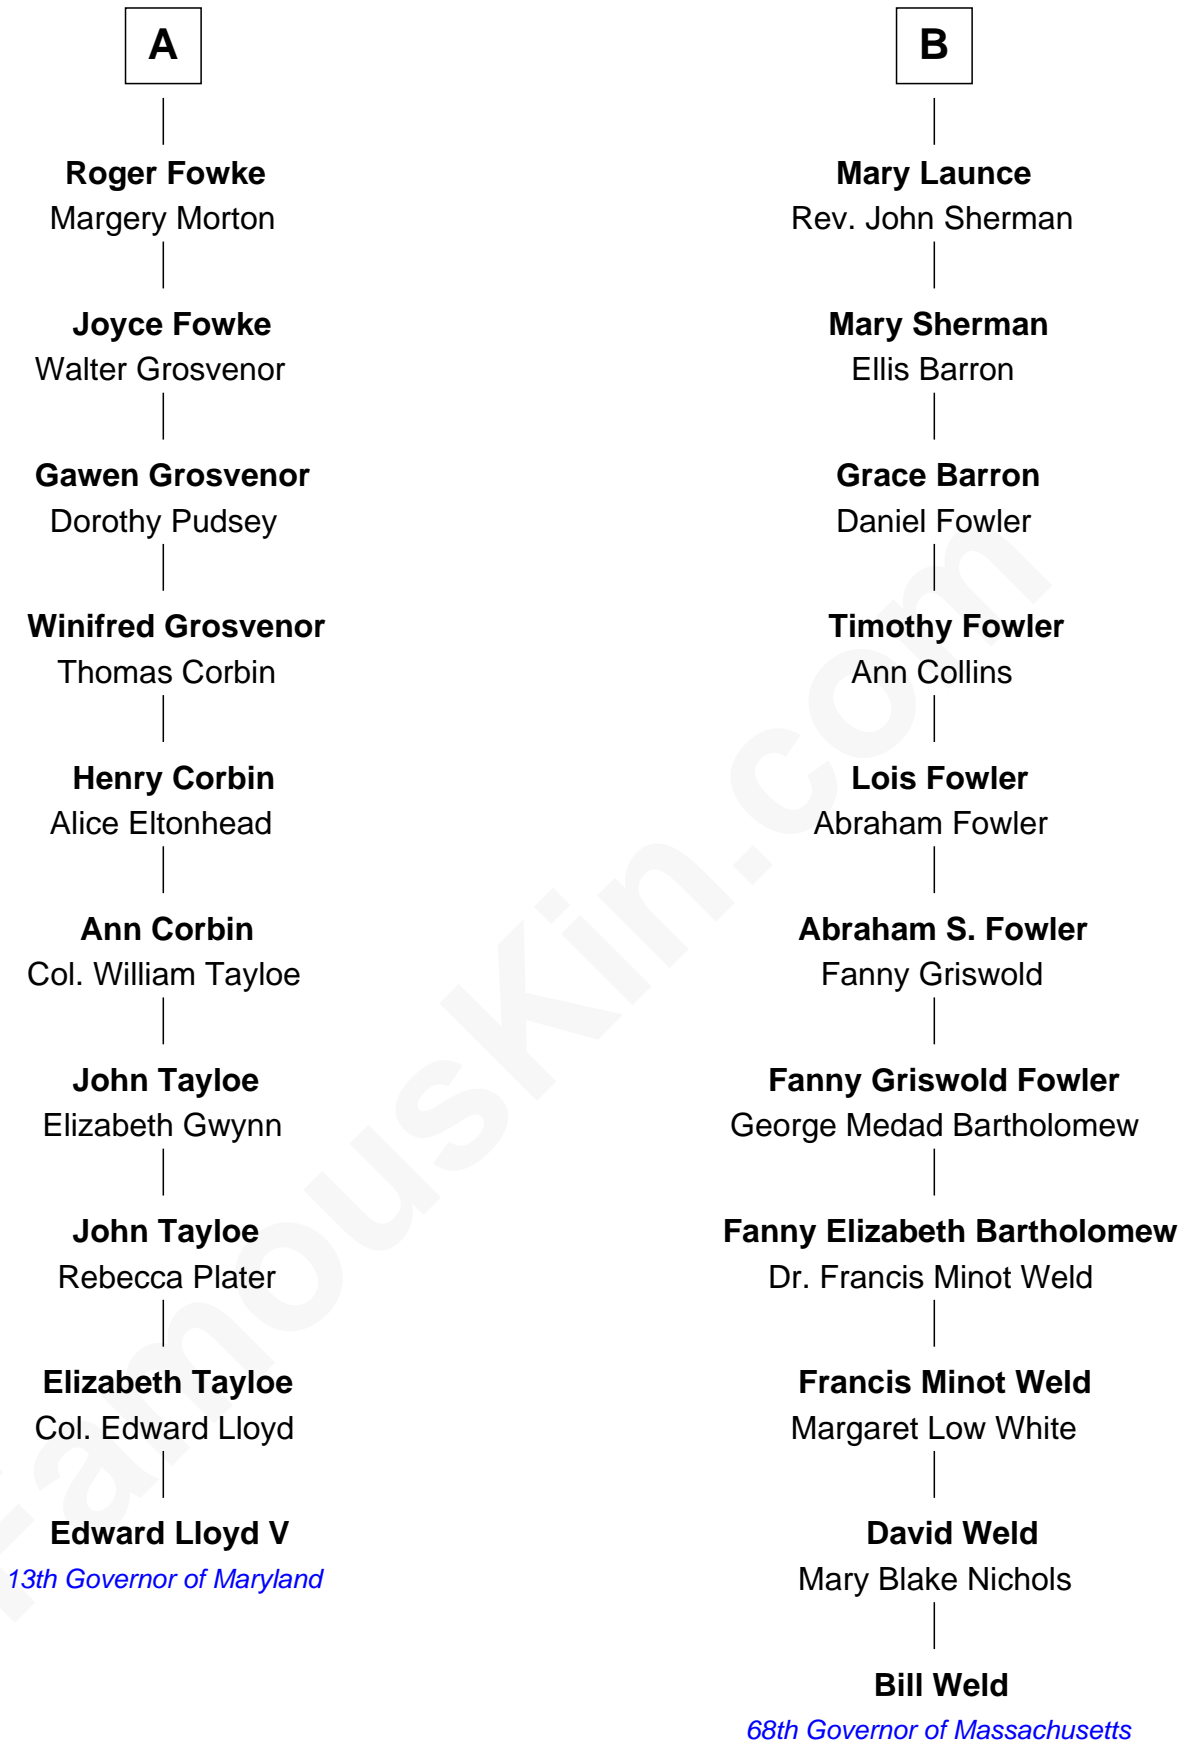 A
Roger Fowke
Margery Morton
Joyce Fowke
Walter Grosvenor
Gawen Grosvenor
Dorothy Pudsey
Winifred Grosvenor
Thomas Corbin
Henry Corbin
Alice Eltonhead
Ann Corbin
Col. William Tayloe
John Tayloe
Elizabeth Gwynn
John Tayloe
Rebecca Plater
Elizabeth Tayloe
Col. Edward Lloyd
Edward Lloyd V
13th Governor of Maryland
B
Mary Launce
Rev. John Sherman
Mary Sherman
Ellis Barron
Grace Barron
Daniel Fowler
Timothy Fowler
Ann Collins
Lois Fowler
Abraham Fowler
Abraham S. Fowler
Fanny Griswold
Fanny Griswold Fowler
George Medad Bartholomew
Fanny Elizabeth Bartholomew
Dr. Francis Minot Weld
Francis Minot Weld
Margaret Low White
David Weld
Mary Blake Nichols
Bill Weld
68th Governor of Massachusetts
FamousKin.com